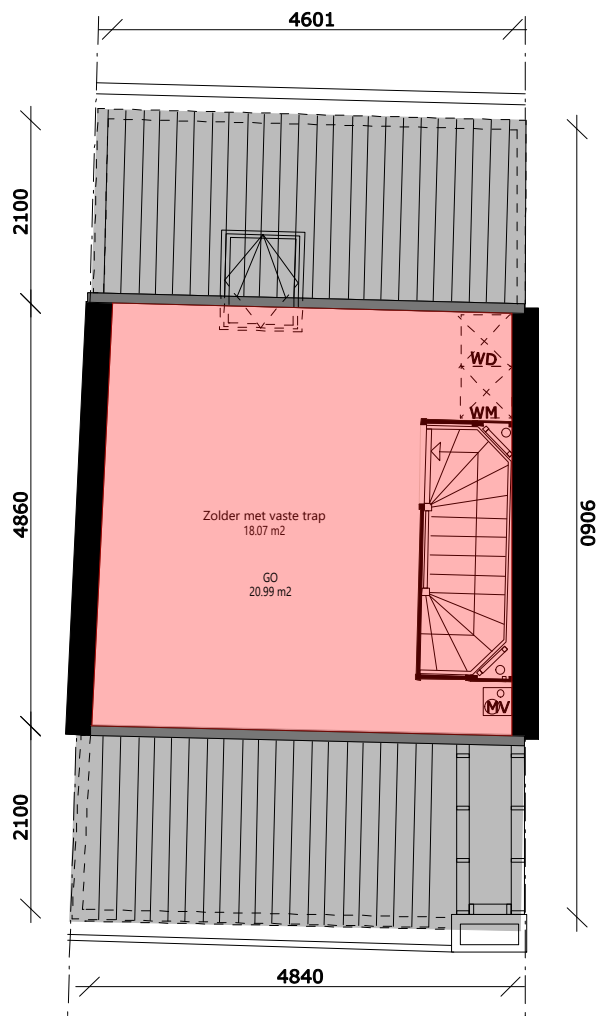 4601
2100
WD
WM
4860
9060
Zolder met vaste trap
18.07 m2
GO
20.99 m2
MV
2100
4840